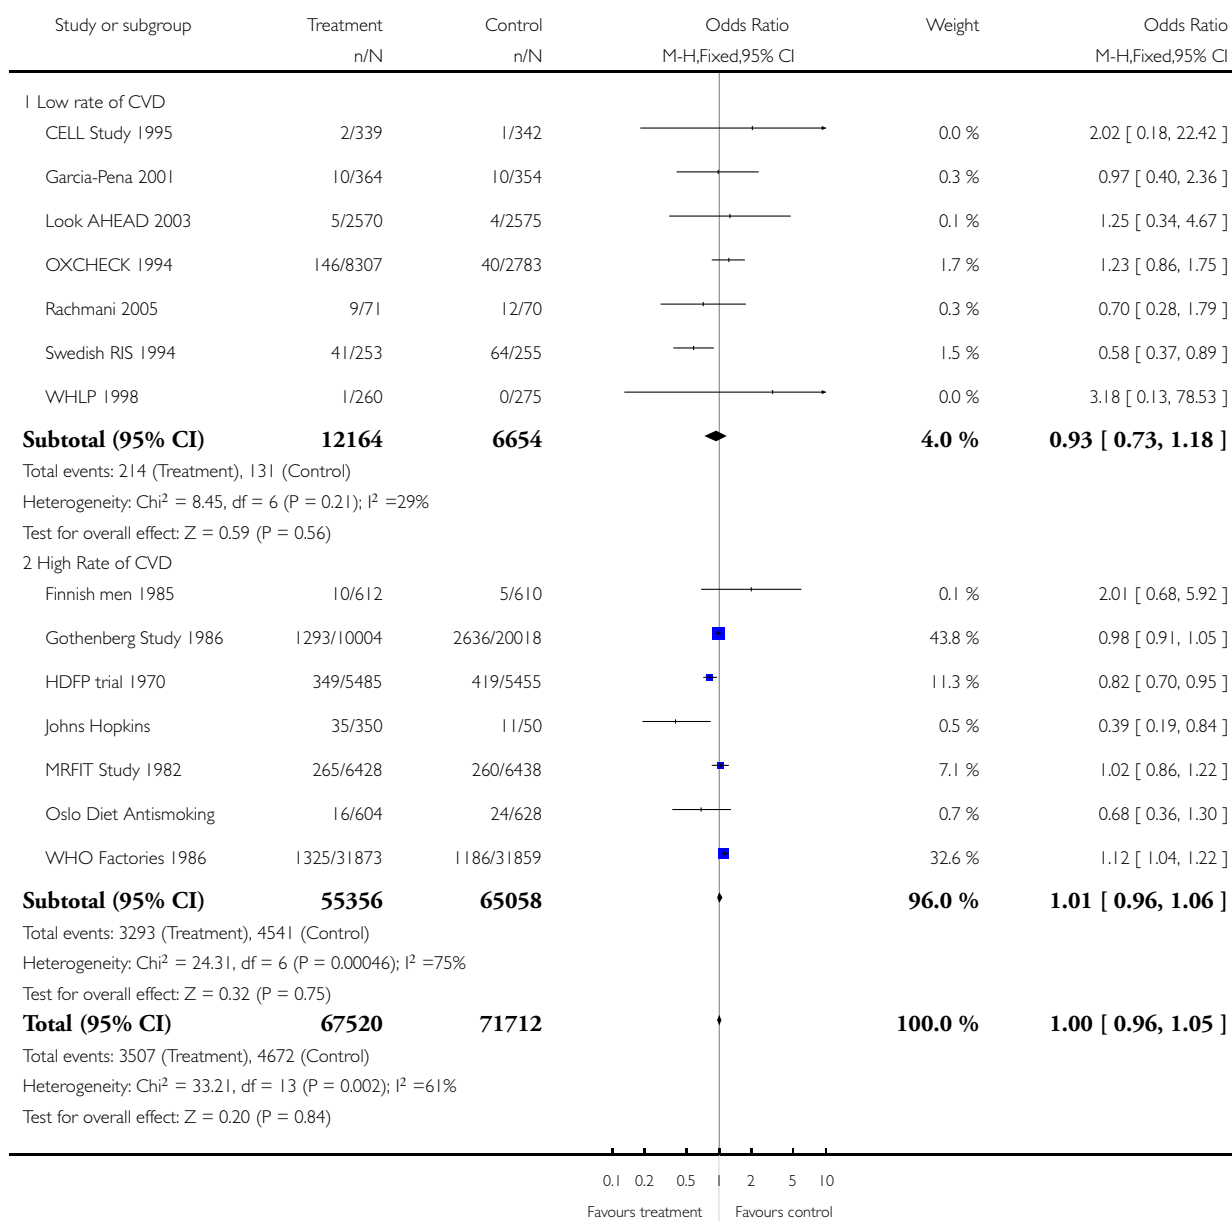 Study or subgroup Treatment Control Odds Ratio Weight Odds Ratio
n/N n/N M-H,Fixed,95% CI M-H,Fixed,95% CI
1 Low rate of CVD
CELL Study 1995 2/339 1/342 0.0 % 2.02 [ 0.18, 22.42 ]
Garcia-Pena 2001 10/364 10/354 0.3 % 0.97 [ 0.40, 2.36 ]
Look AHEAD 2003 5/2570 4/2575 0.1 % 1.25 [ 0.34, 4.67 ]
OXCHECK 1994 146/8307 40/2783 1.7 % 1.23 [ 0.86, 1.75 ]
Rachmani 2005 9/71 12/70 0.3 % 0.70 [ 0.28, 1.79 ]
Swedish RIS 1994 41/253 64/255 1.5 % 0.58 [ 0.37, 0.89 ]
WHLP 1998 1/260 0/275 0.0 % 3.18 [ 0.13, 78.53 ]
Subtotal (95% CI) 12164 6654 4.0 % 0.93 [ 0.73, 1.18 ]
Total events: 214 (Treatment), 131 (Control)
Heterogeneity: Chi² = 8.45, df = 6 (P = 0.21); I² =29%
Test for overall effect: Z = 0.59 (P = 0.56)
2 High Rate of CVD
Finnish men 1985 10/612 5/610 0.1 % 2.01 [ 0.68, 5.92 ]
Gothenberg Study 1986 1293/10004 2636/20018 43.8 % 0.98 [ 0.91, 1.05 ]
HDFP trial 1970 349/5485 419/5455 11.3 % 0.82 [ 0.70, 0.95 ]
Johns Hopkins 35/350 11/50 0.5 % 0.39 [ 0.19, 0.84 ]
MRFIT Study 1982 265/6428 260/6438 7.1 % 1.02 [ 0.86, 1.22 ]
Oslo Diet Antismoking 16/604 24/628 0.7 % 0.68 [ 0.36, 1.30 ]
WHO Factories 1986 1325/31873 1186/31859 32.6 % 1.12 [ 1.04, 1.22 ]
Subtotal (95% CI) 55356 65058 96.0 % 1.01 [ 0.96, 1.06 ]
Total events: 3293 (Treatment), 4541 (Control)
Heterogeneity: Chi² = 24.31, df = 6 (P = 0.00046); I² =75%
Test for overall effect: Z = 0.32 (P = 0.75)
Total (95% CI) 67520 71712 100.0 % 1.00 [ 0.96, 1.05 ]
Total events: 3507 (Treatment), 4672 (Control)
Heterogeneity: Chi² = 33.21, df = 13 (P = 0.002); I² =61%
Test for overall effect: Z = 0.20 (P = 0.84)
0.1 0.2 0.5 1 2 5 10
Favours treatment Favours control